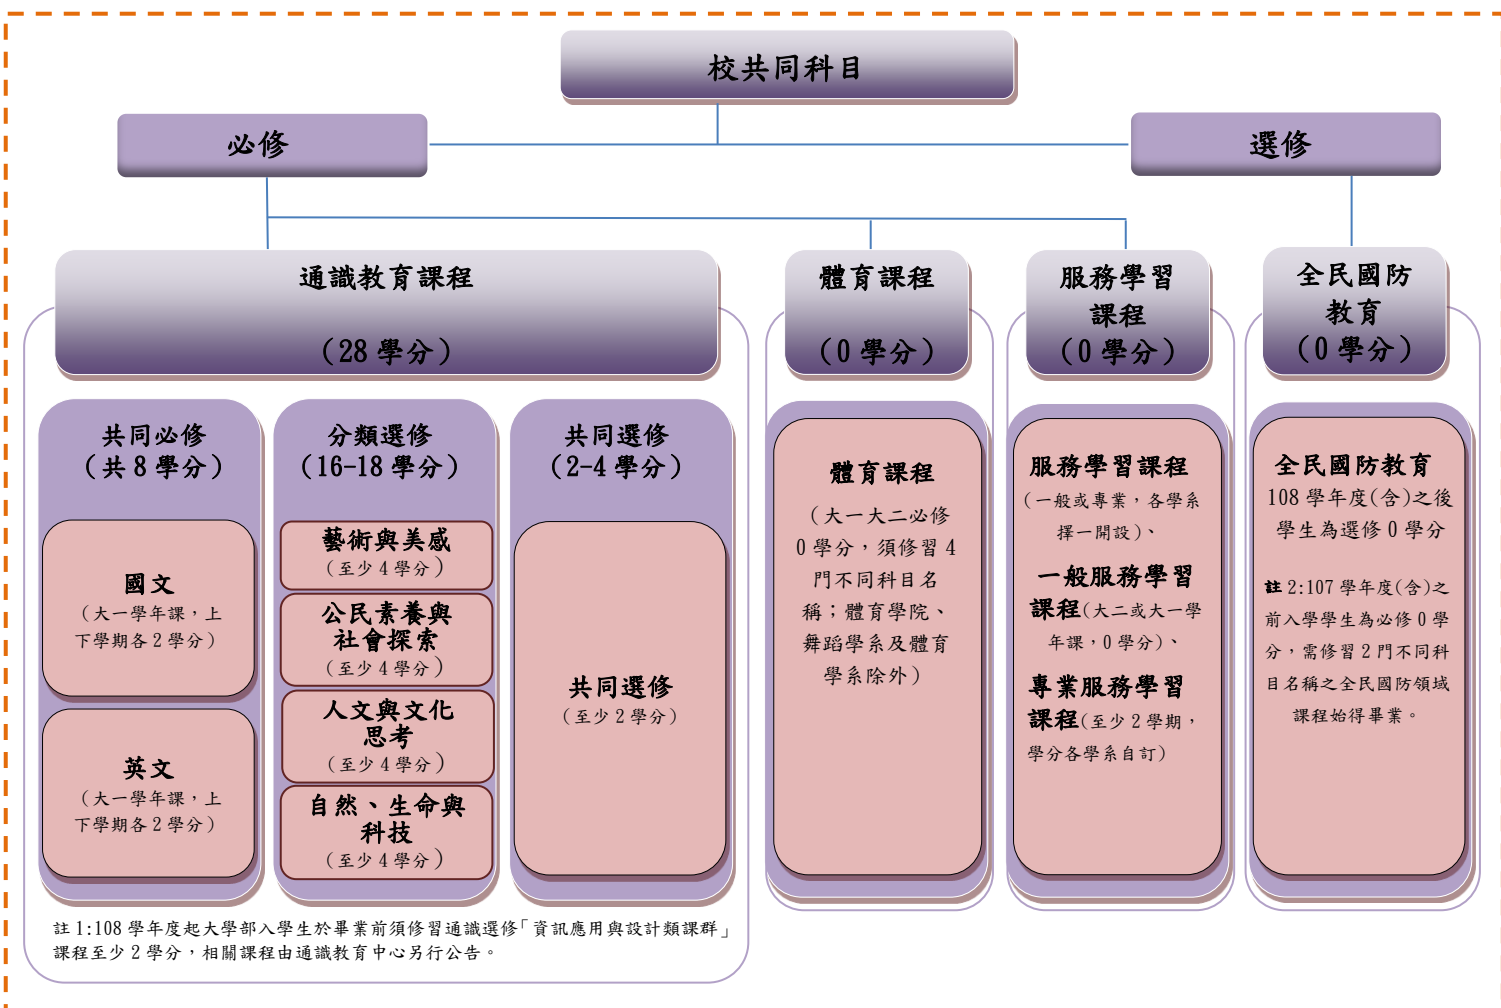 校共同科目
必修
選修
通識教育課程
（28 學分）
體育課程
（0 學分）
服務學習
課程
（0 學分）
全民國防
教育
（0 學分）
共同必修
（共 8 學分）
國文
（大一學年課，上
下學期各 2 學分）
英文
（大一學年課，上
下學期各 2 學分）
分類選修
（16-18 學分）
藝術與美感
（至少 4 學分）
公民素養與
社會探索
（至少 4 學分）
人文與文化
思考
（至少 4 學分）
自然、生命與
科技
（至少 4 學分）
共同選修
（2-4 學分）
共同選修
（至少 2 學分）
體育課程
（大一大二必修
0 學分，須修習 4
門不同科目名
稱；體育學院、
舞蹈學系及體育
學系除外）
服務學習課程
（一般或專業，各學系
擇一開設）、
一般服務學習
課程(大二或大一學
年課，0 學分）、
專業服務學習
課程(至少 2 學期，
學分各學系自訂）
全民國防教育
108 學年度(含)之後
學生為選修 0 學分
註 2:107 學年度(含)之
前入學學生為必修 0 學
分，需修習 2 門不同科
目名稱之全民國防領域
課程始得畢業。
註 1:108 學年度起大學部入學生於畢業前須修習通識選修「資訊應用與設計類課群」
課程至少 2 學分，相關課程由通識教育中心另行公告。